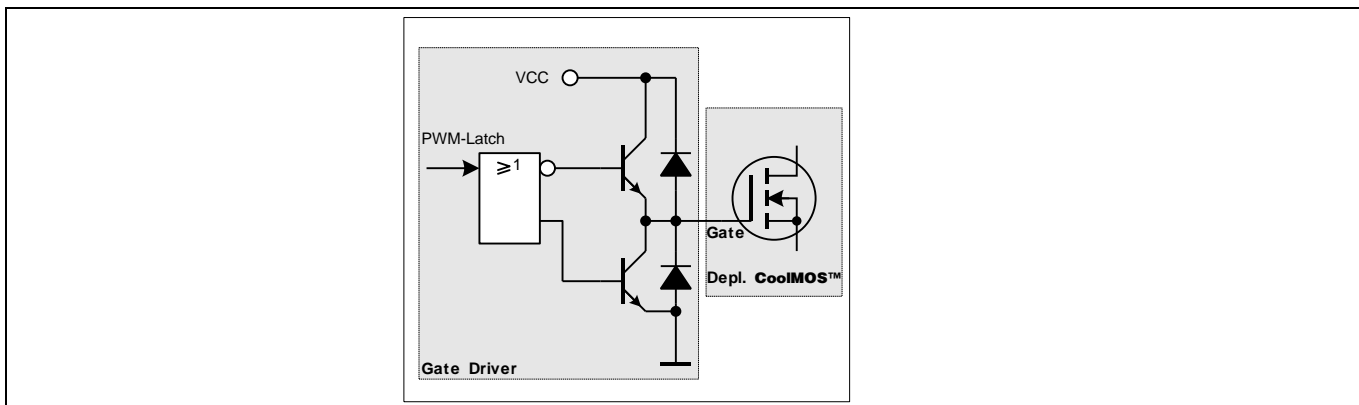 VCC
PWM-Latch
≥1
Gate
Depl. CoolMOS™
Gate Driver